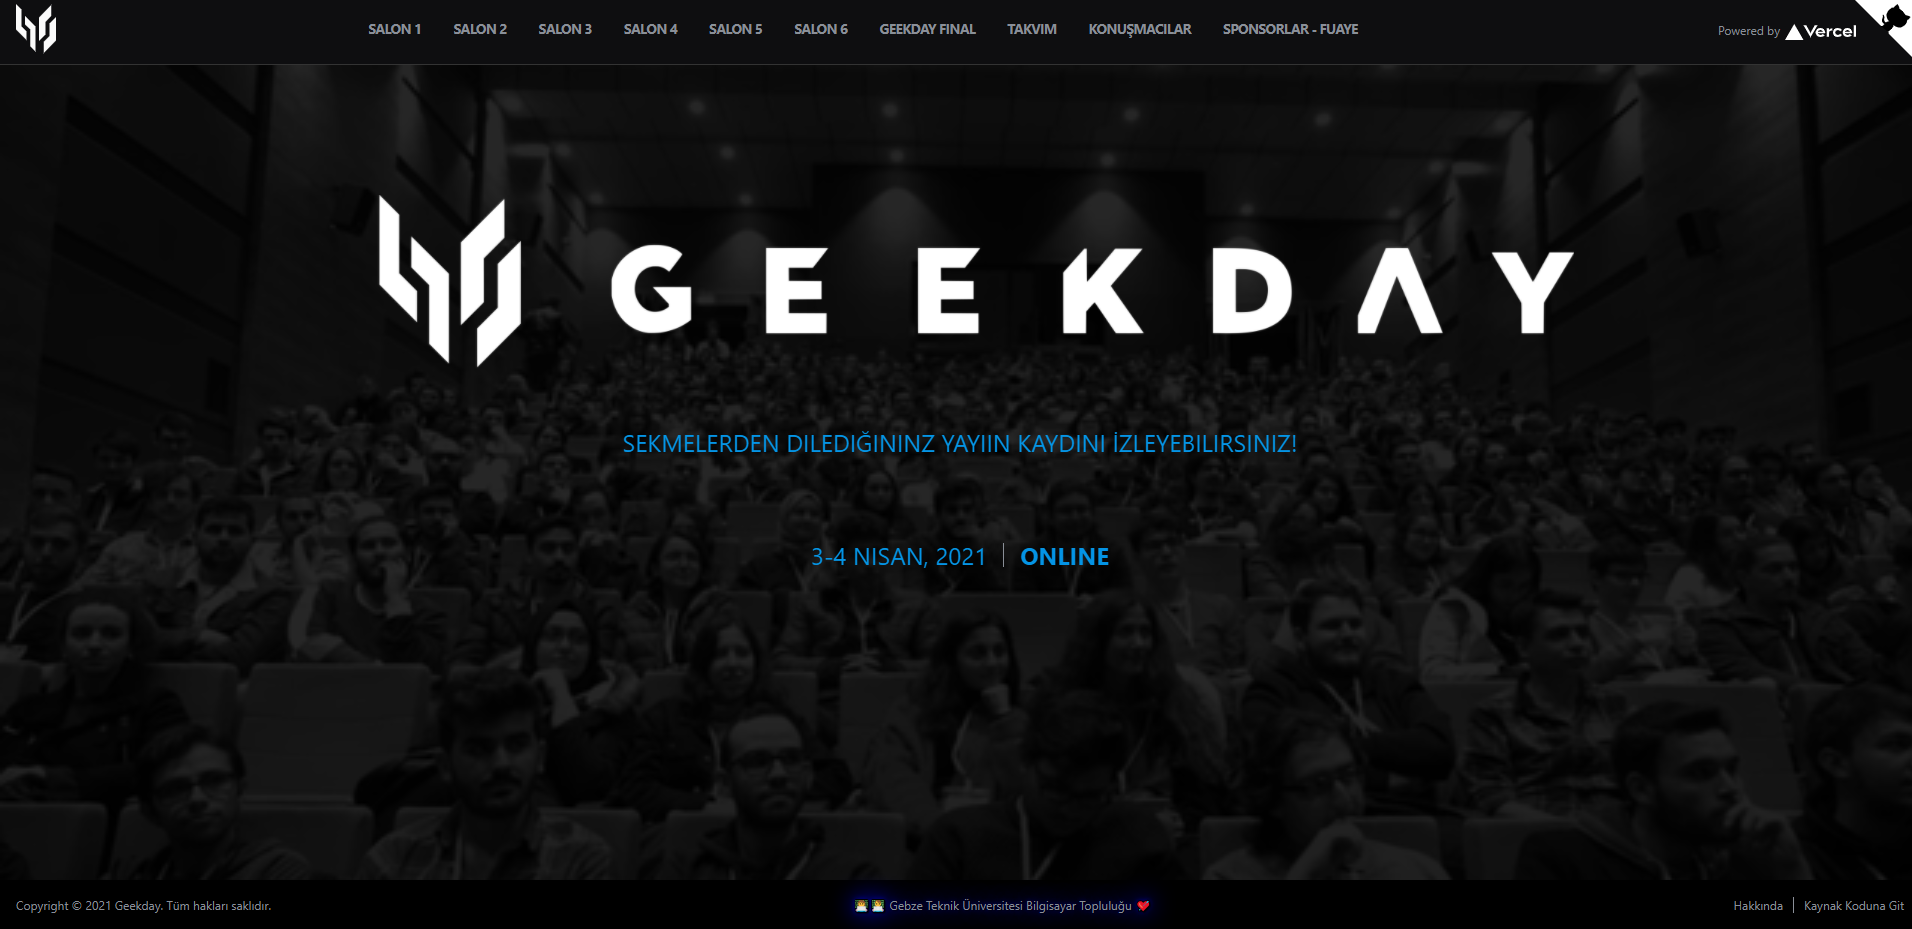 SALON 1 SALON 2 SALON 3 SALON 4 SALON 5 SALON 6 GEEKDAY FINAL TAKVIM KONUŞMACILAR SPONSORLAR - FUAYE Powered by Vercel
GEEKDAY
SEKMELERDEN DILEDIĞININZ YAYIIN KAYDINI İZLEYEBILIRSINIZ!
3-4 NISAN, 2021 | ONLINE
Copyright © 2021 Geekday. Tüm hakları saklıdır. Gebze Teknik Üniversitesi Bilgisayar Topluluğu Hakkında | Kaynak Koduna Git